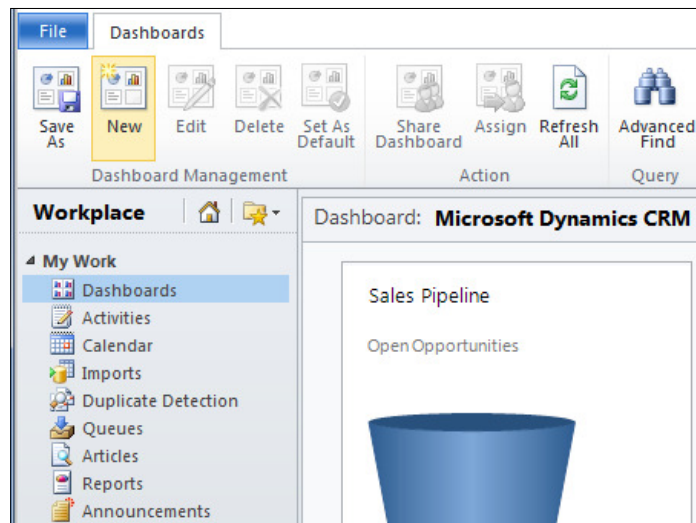 File Dashboards
Save As New Edit Delete Set As Default Share Dashboard Assign Refresh All Advanced Find
Dashboard Management Action Query
Workplace Dashboard: Microsoft Dynamics CRM
My Work
Dashboards
Activities
Calendar
Imports
Duplicate Detection
Queues
Articles
Reports
Announcements
Sales Pipeline
Open Opportunities